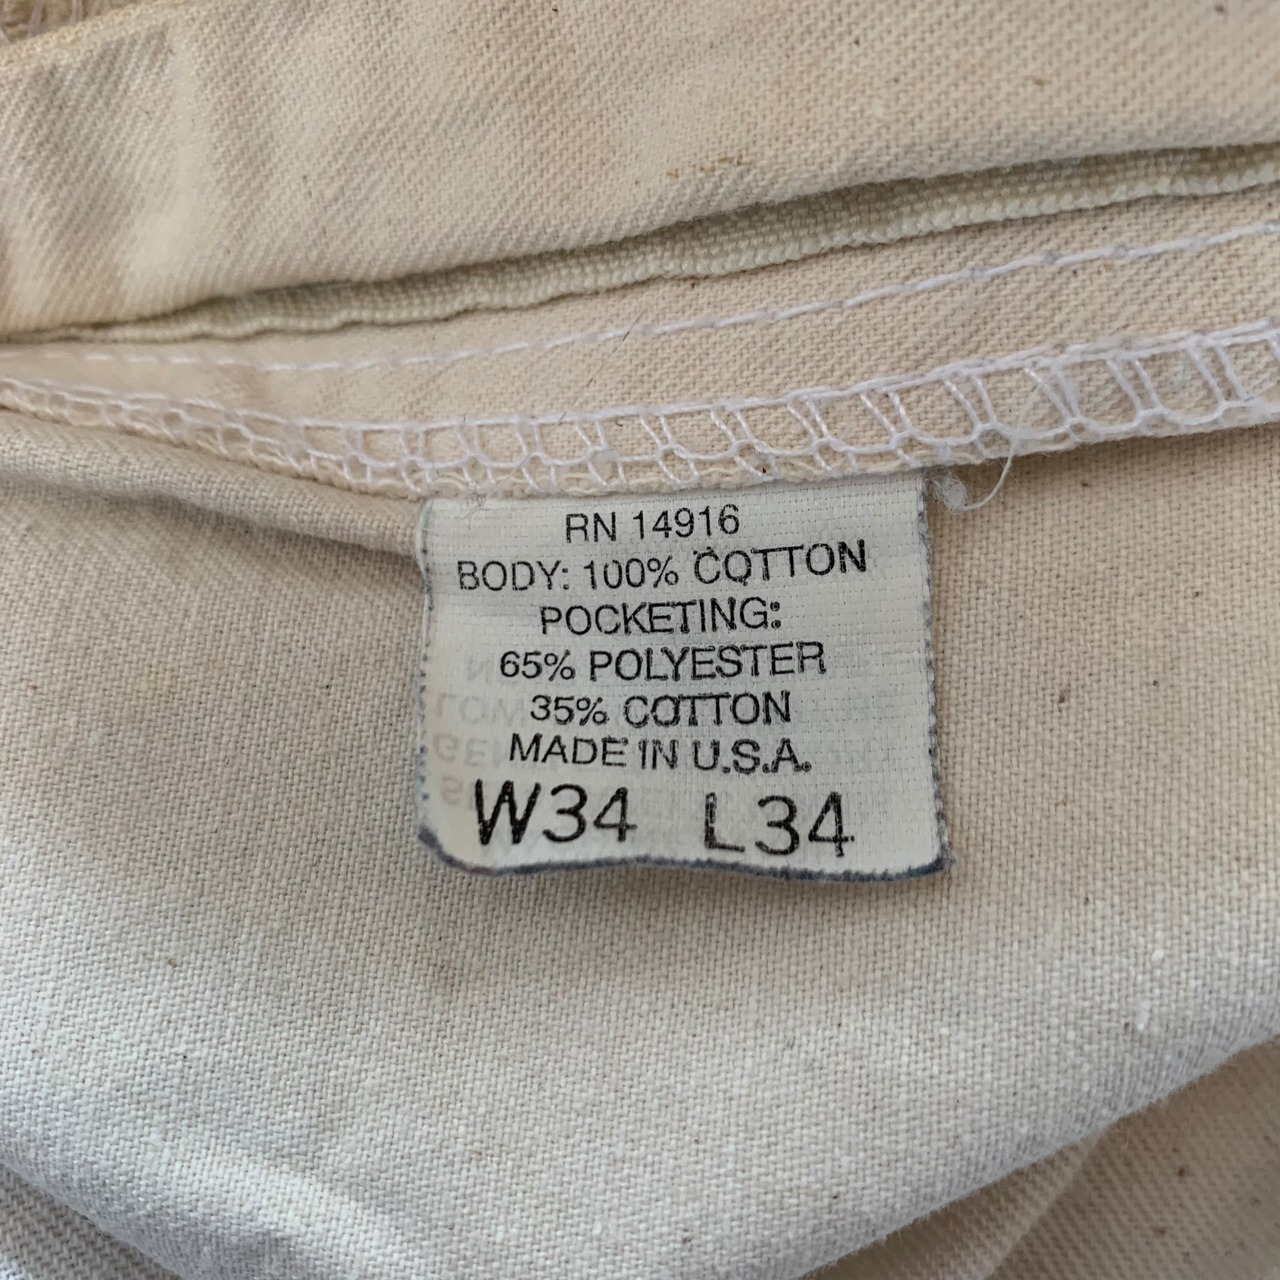 RN 14916
BODY: 100% COTTON
POCKETING:
65% POLYESTER
35% COTTON
MADE IN U.S.A.
W34 L34